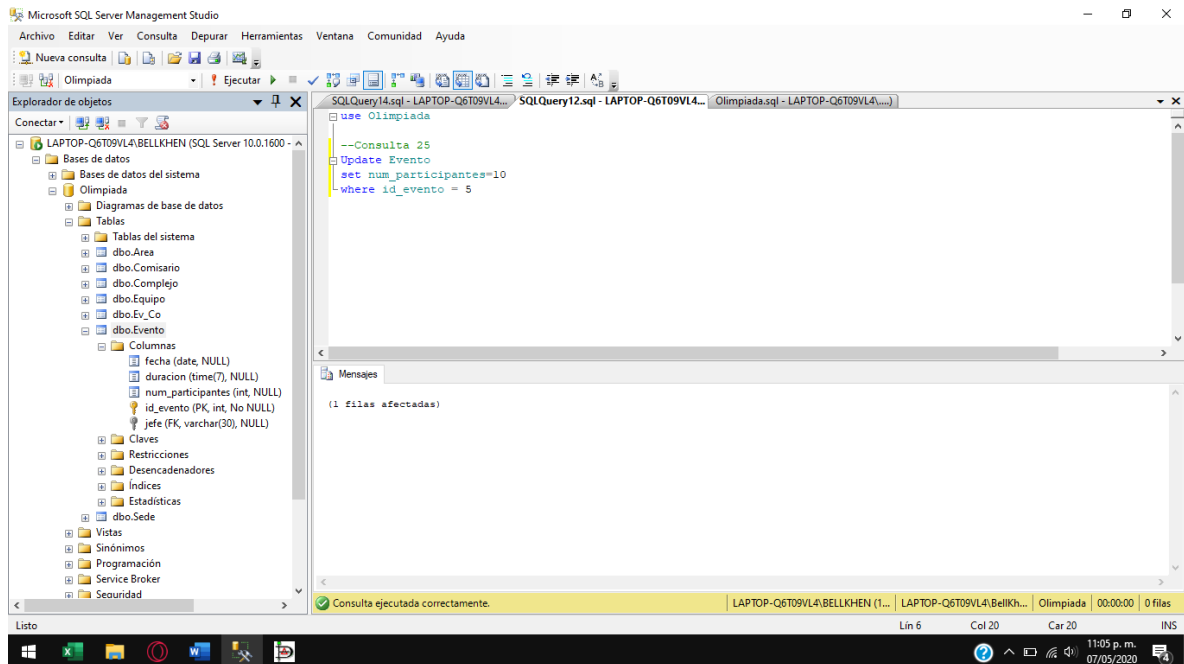 Microsoft SQL Server Management Studio
Archivo Editar Ver Consulta Depurar Herramientas Ventana Comunidad Ayuda
Nueva consulta
Olimpiada Ejecutar
Explorador de objetos
Conectar
LAPTOP-Q6T09VL4\BELLKHEN (SQL Server 10.0.1600 -
Bases de datos
Bases de datos del sistema
Olimpiada
Diagramas de base de datos
Tablas
Tablas del sistema
dbo.Area
dbo.Comisario
dbo.Complejo
dbo.Equipo
dbo.Ev_Co
dbo.Evento
Columnas
fecha (date, NULL)
duracion (time(7), NULL)
num_participantes (int, NULL)
id_evento (PK, int, No NULL)
jefe (FK, varchar(30), NULL)
Claves
Restricciones
Desencadenadores
Índices
Estadísticas
dbo.Sede
Vistas
Sinónimos
Programación
Service Broker
Seguridad
SQLQuery14.sql - LAPTOP-Q6T09VL4... SQLQuery12.sql - LAPTOP-Q6T09VL4... Olimpiada.sql - LAPTOP-Q6T09VL4\....)
use Olimpiada
--Consulta 25
Update Evento
set num_participantes=10
where id_evento = 5
Mensajes
(1 filas afectadas)
Consulta ejecutada correctamente. LAPTOP-Q6T09VL4\BELLKHEN (1... LAPTOP-Q6T09VL4\BellKh... Olimpiada 00:00:00 0 filas
Listo Lín 6 Col 20 Car 20 INS
11:05 p. m.
07/05/2020
4